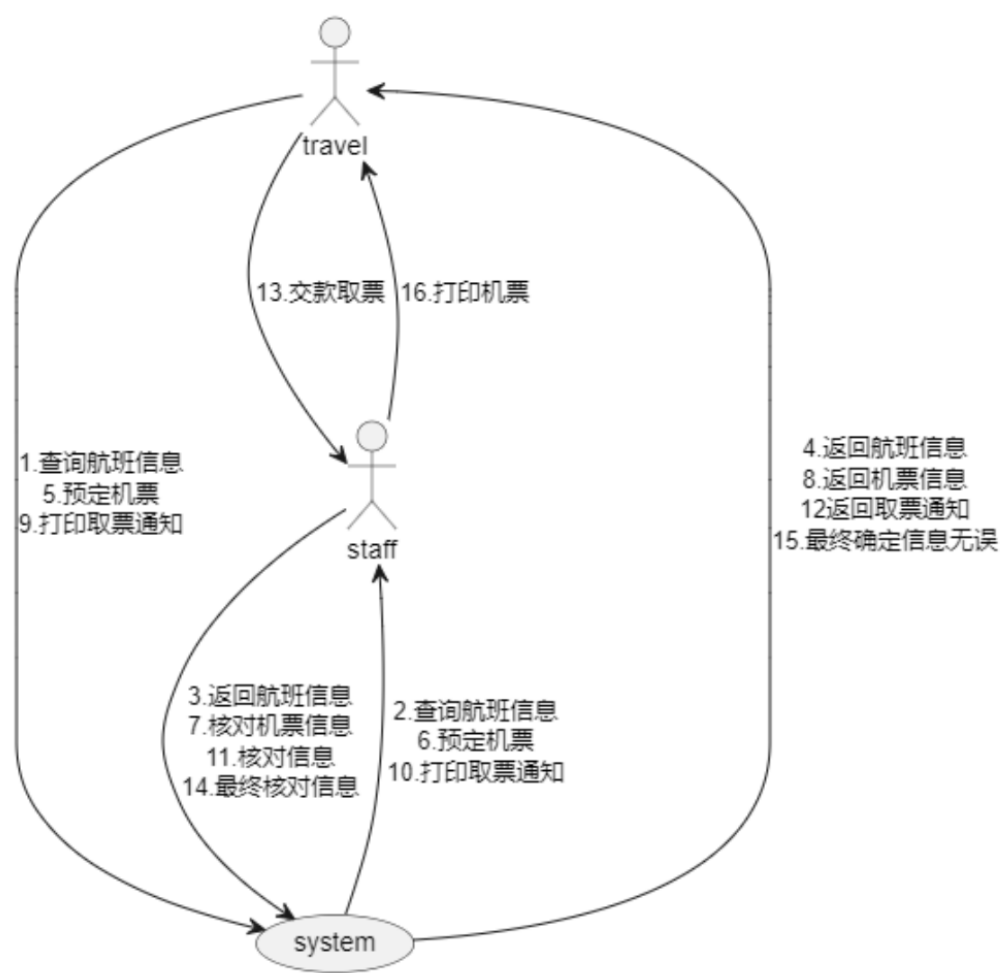 travel
13.交款取票
16.打印机票
1.查询航班信息
5.预定机票
9.打印取票通知
4.返回航班信息
8.返回机票信息
12返回取票通知
15.最终确定信息无误
staff
3.返回航班信息
7.核对机票信息
11.核对信息
14.最终核对信息
2.查询航班信息
6.预定机票
10.打印取票通知
system